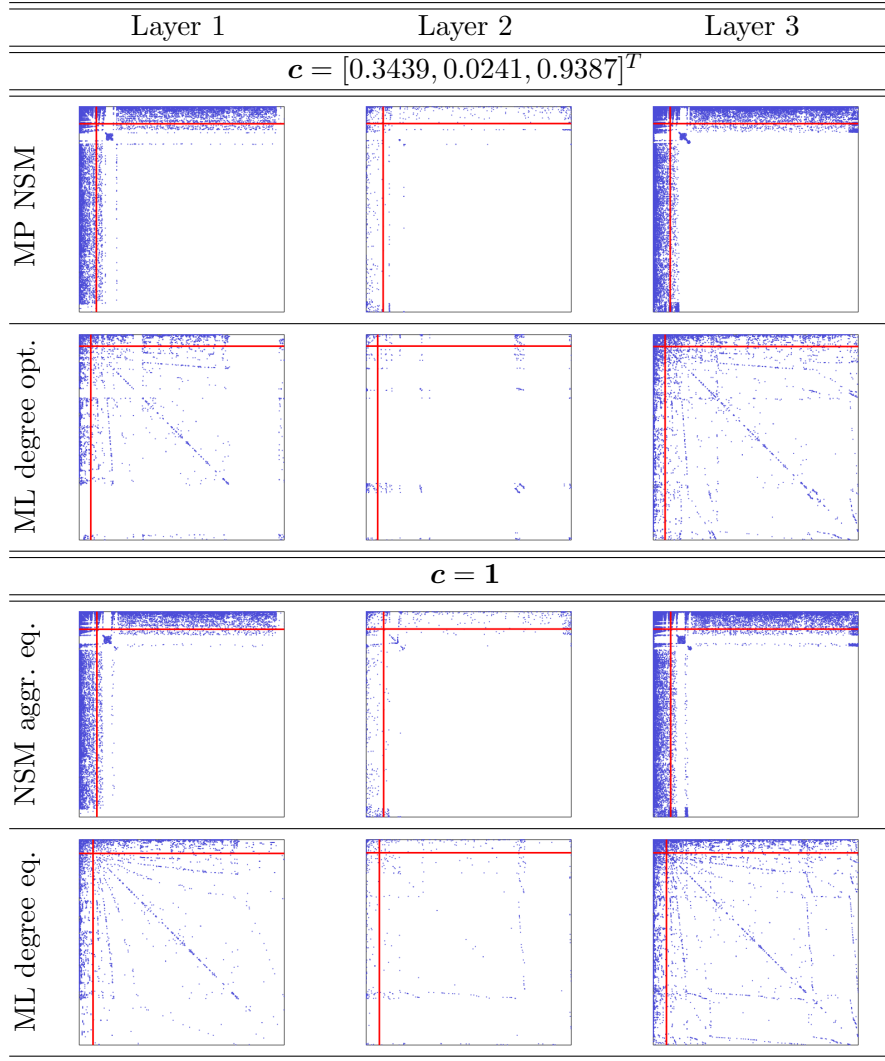 Layer 1 Layer 2 Layer 3
c = [0.3439, 0.0241, 0.9387]^T
MP NSM
ML degree opt.
c = 1
NSM aggr. eq.
ML degree eq.